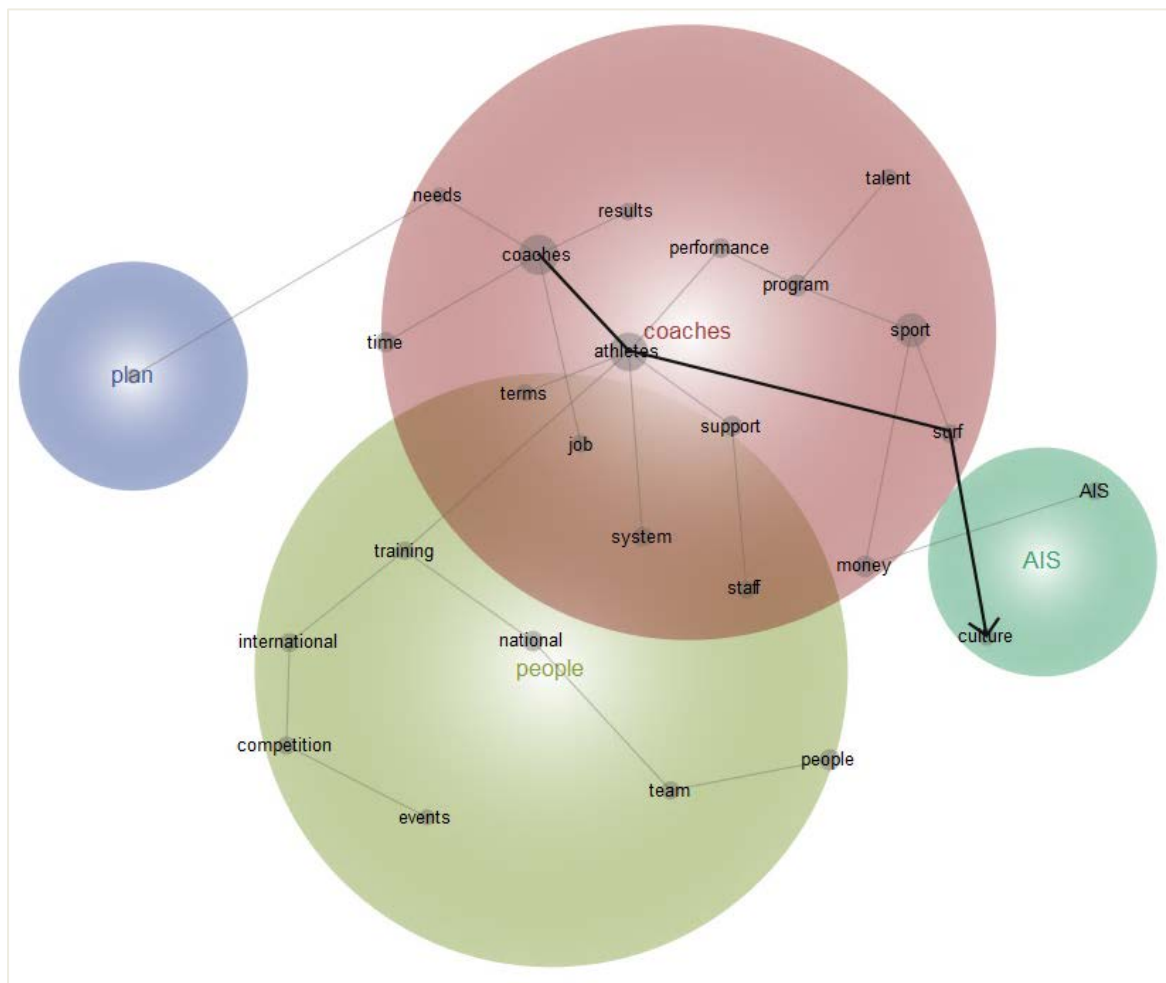 talent
needs
results
performance
coaches
program
sport
coaches
athletes
time
plan
terms
support
surf
job
AIS
system
training
AIS
money
staff
culture
international
national
people
competition
people
team
events